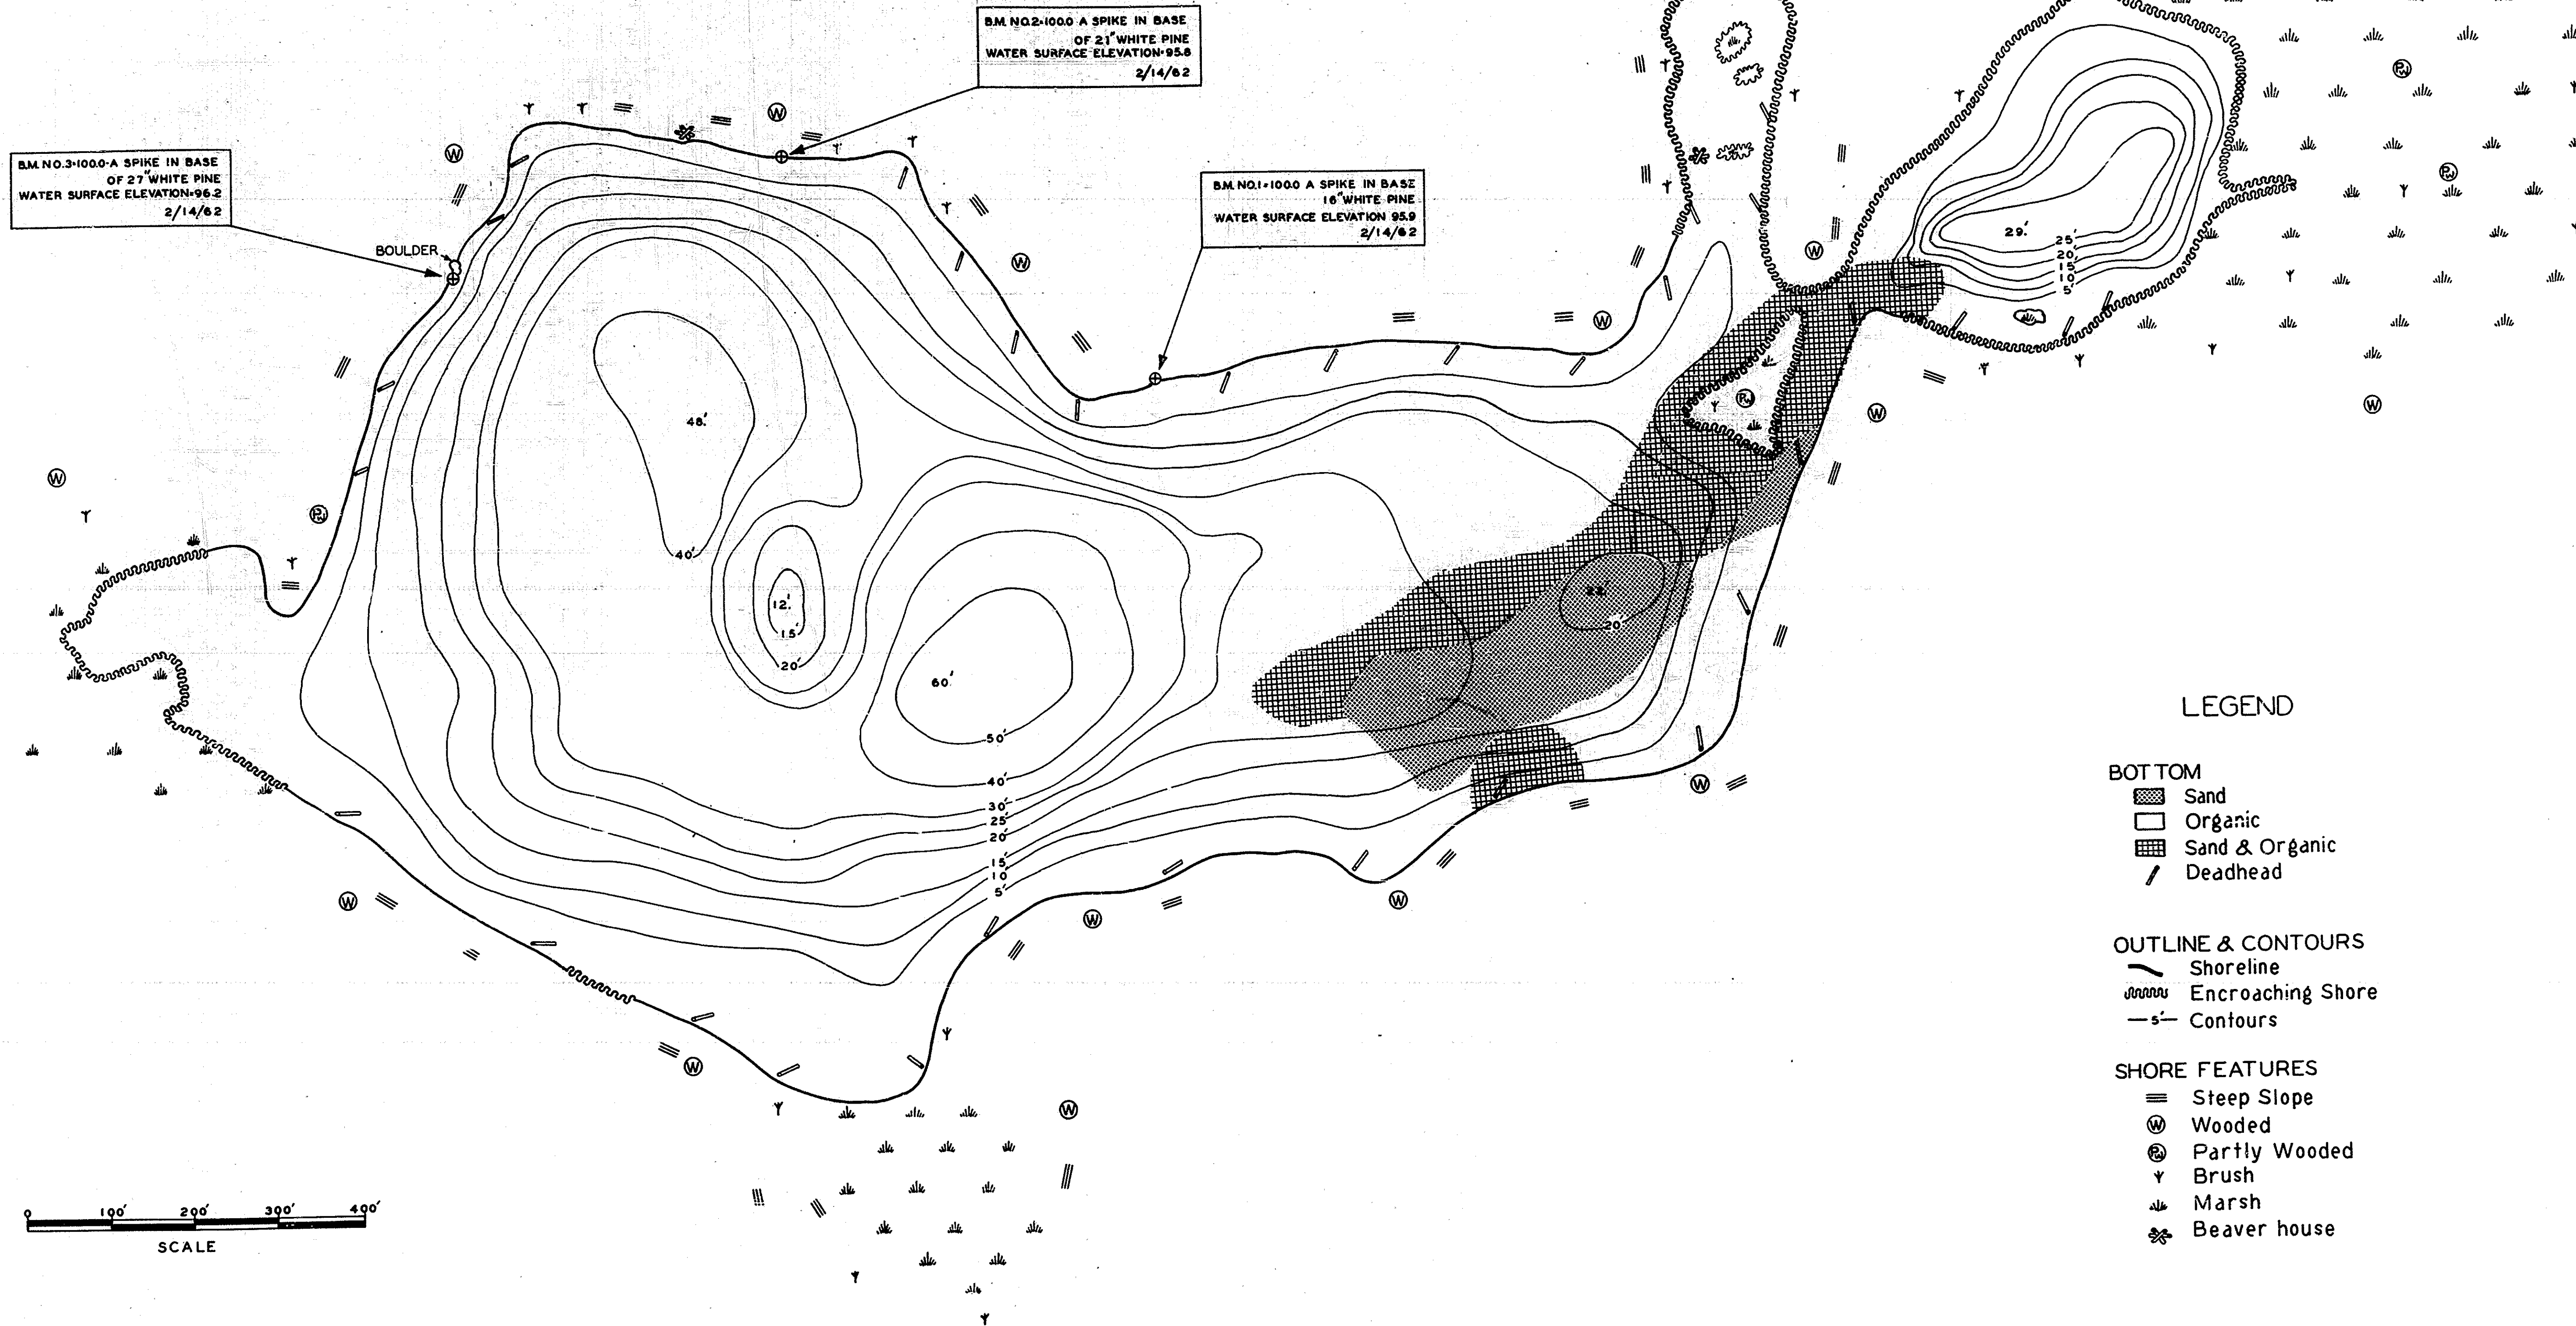 B.M. NO.2=100.0 A SPIKE IN BASE
OF 21" WHITE PINE
WATER SURFACE ELEVATION=95.8
2/14/62
B.M. NO.3=100.0-A SPIKE IN BASE
OF 27" WHITE PINE
WATER SURFACE ELEVATION=96.2
2/14/62
B.M. NO.1=100.0 A SPIKE IN BASE
16" WHITE PINE
WATER SURFACE ELEVATION 95.9
2/14/62
BOULDER
29'
25'
20'
15'
10'
5'
48'
40'
12'
15'
20'
60'
50'
40'
30'
25'
20'
15'
10'
5'
22'
20'
LEGEND
BOTTOM
Sand
Organic
Sand & Organic
Deadhead
OUTLINE & CONTOURS
Shoreline
Encroaching Shore
5' Contours
SHORE FEATURES
Steep Slope
W Wooded
PW Partly Wooded
Brush
Marsh
Beaver house
0 100' 200' 300' 400'
SCALE